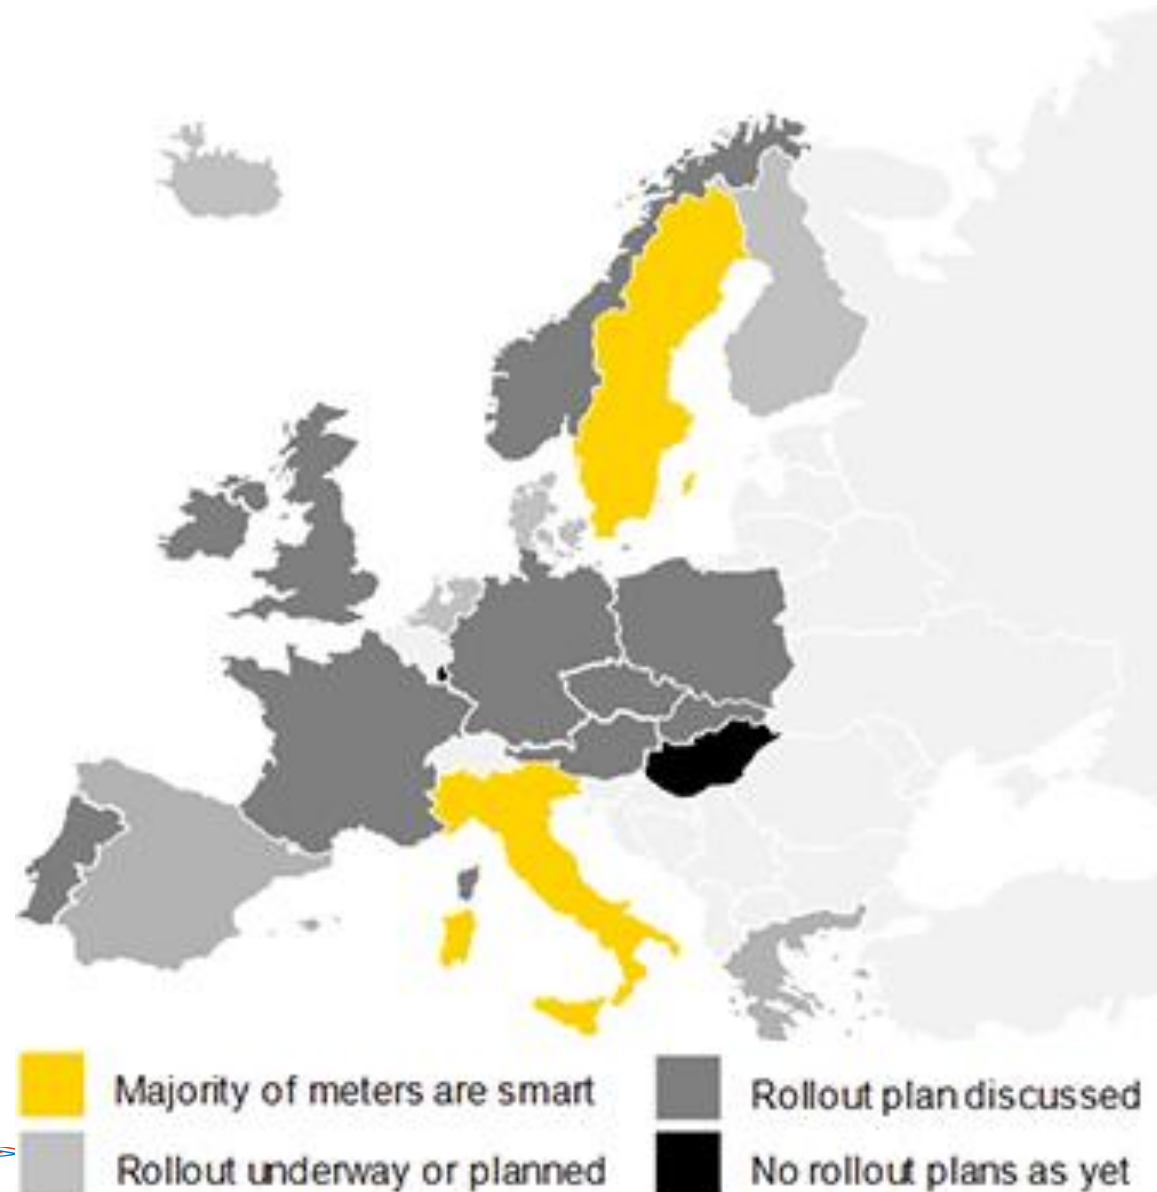 Majority of meters are smart
Rollout plan discussed
Rollout underway or planned
No rollout plans as yet